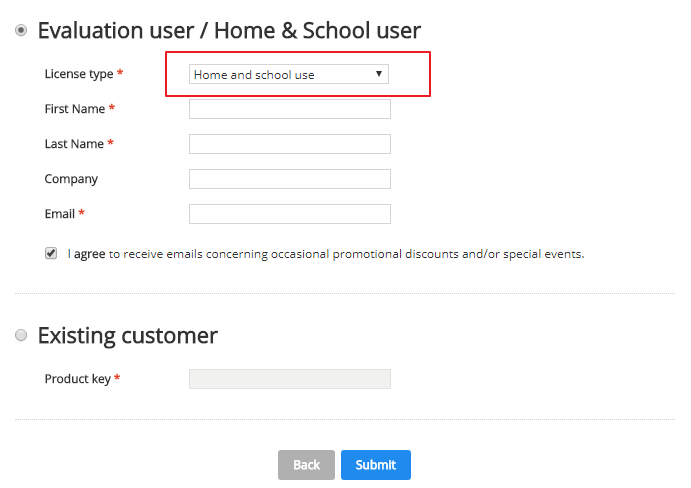 Evaluation user / Home & School user
License type *
Home and school use
First Name *
Last Name *
Company
Email *
I agree to receive emails concerning occasional promotional discounts and/or special events.
Existing customer
Product key *
Back
Submit